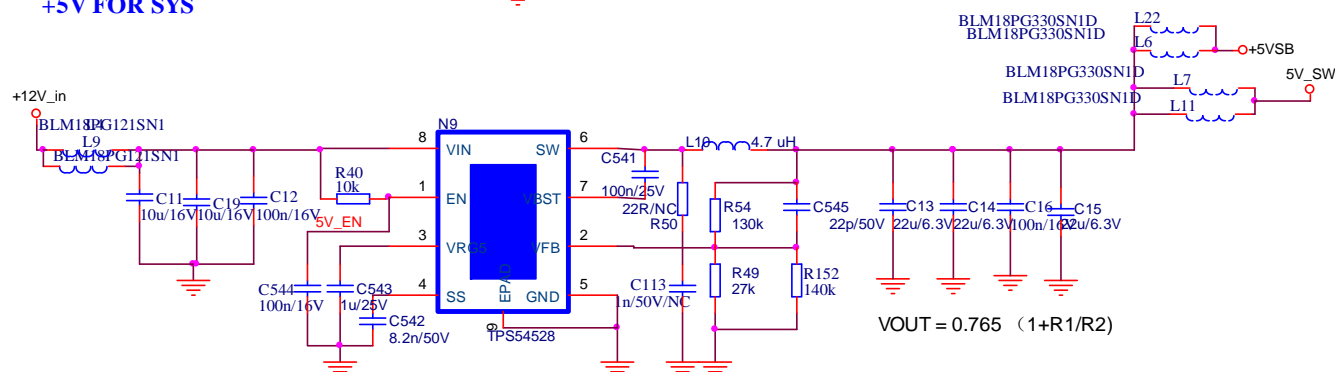 +5V FOR SYS
BLM18PG330SN1D
L22
BLM18PG330SN1D
L6
+5VSB
BLM18PG330SN1D
L7
5V_SW
BLM18PG330SN1D
L11
+12V_in
L9
BLM18PG121SN1
N9
8
VIN
SW
6
L10
4.7 uH
C541
100n/25V
R40
10k
1
EN
VBST
7
5V_EN
C11
10u/16V
C19
10u/16V
C12
100n/16V
22R/NC
R50
R54
130k
C545
22p/50V
C13
22u/6.3V
C14
22u/6.3V
C16
100n/16V
C15
22u/6.3V
3
VRG5
VFB
2
C544
100n/16V
C543
1u/25V
4
SS
EPAD
GND
5
C113
1n/50V/NC
R49
27k
R152
140k
C542
8.2n/50V
9
TPS54528
VOUT = 0.765 （1+R1/R2)